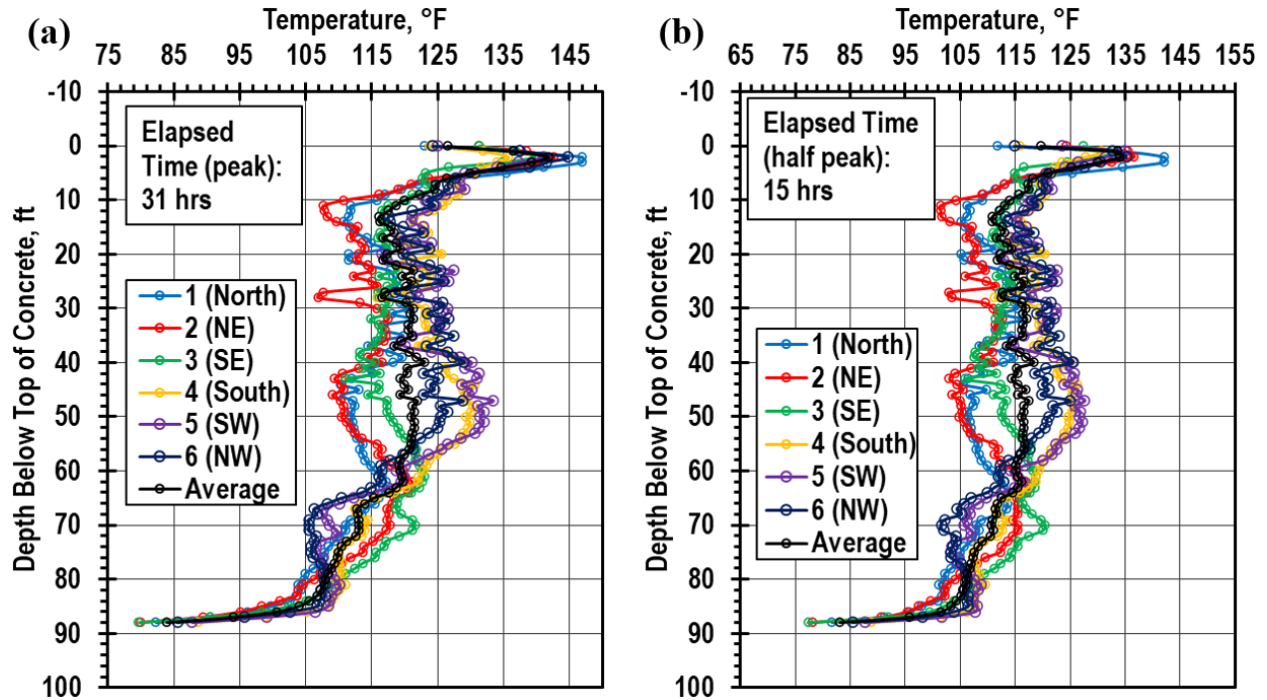 (a)
Temperature, °F
75 85 95 105 115 125 135 145
Depth Below Top of Concrete, ft
-10
0
10
20
30
40
50
60
70
80
90
100
Elapsed
Time (peak):
31 hrs
1 (North)
2 (NE)
3 (SE)
4 (South)
5 (SW)
6 (NW)
Average
(b)
Temperature, °F
65 75 85 95 105 115 125 135 145 155
Depth Below Top of Concrete, ft
-10
0
10
20
30
40
50
60
70
80
90
100
Elapsed Time
(half peak):
15 hrs
1 (North)
2 (NE)
3 (SE)
4 (South)
5 (SW)
6 (NW)
Average